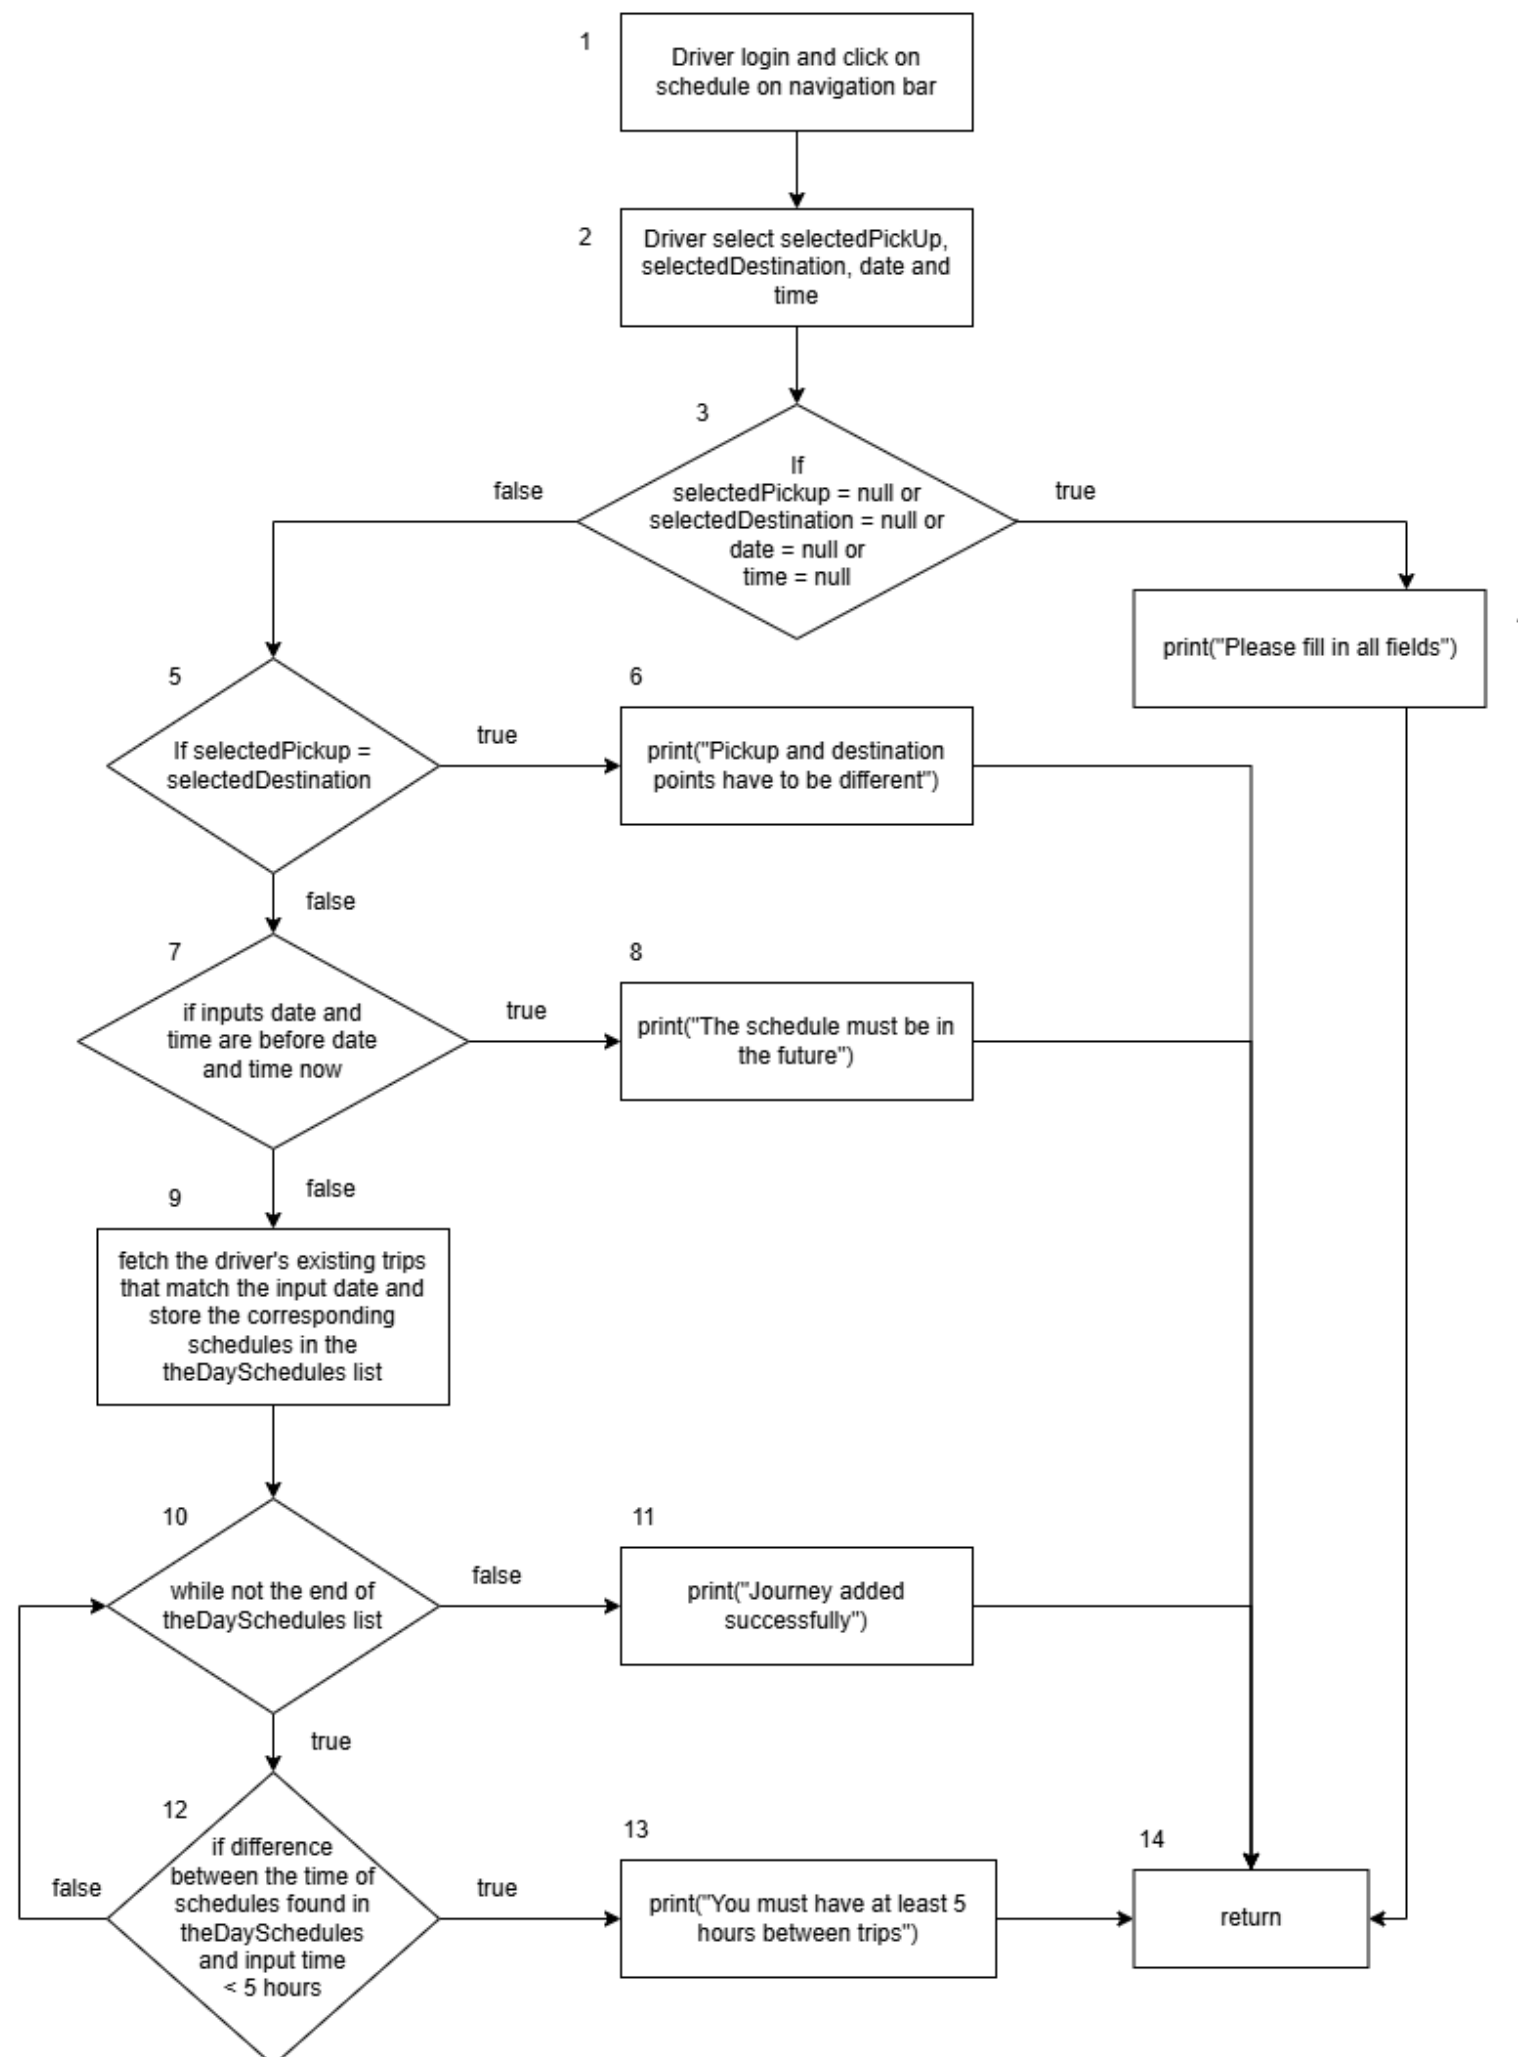 1
Driver login and click on
schedule on navigation bar
2
Driver select selectedPickUp,
selectedDestination, date and
time
3
If
selectedPickup = null or
selectedDestination = null or
date = null or
time = null
false
true
print("Please fill in all fields")
5
If selectedPickup =
selectedDestination
true
6
print("Pickup and destination
points have to be different")
false
7
if inputs date and
time are before date
and time now
true
8
print("The schedule must be in
the future")
false
9
fetch the driver's existing trips
that match the input date and
store the corresponding
schedules in the
theDaySchedules list
10
while not the end of
theDaySchedules list
false
11
print("Journey added
successfully")
true
12
if difference
between the time of
schedules found in
theDaySchedules
and input time
< 5 hours
false
true
13
print("You must have at least 5
hours between trips")
14
return